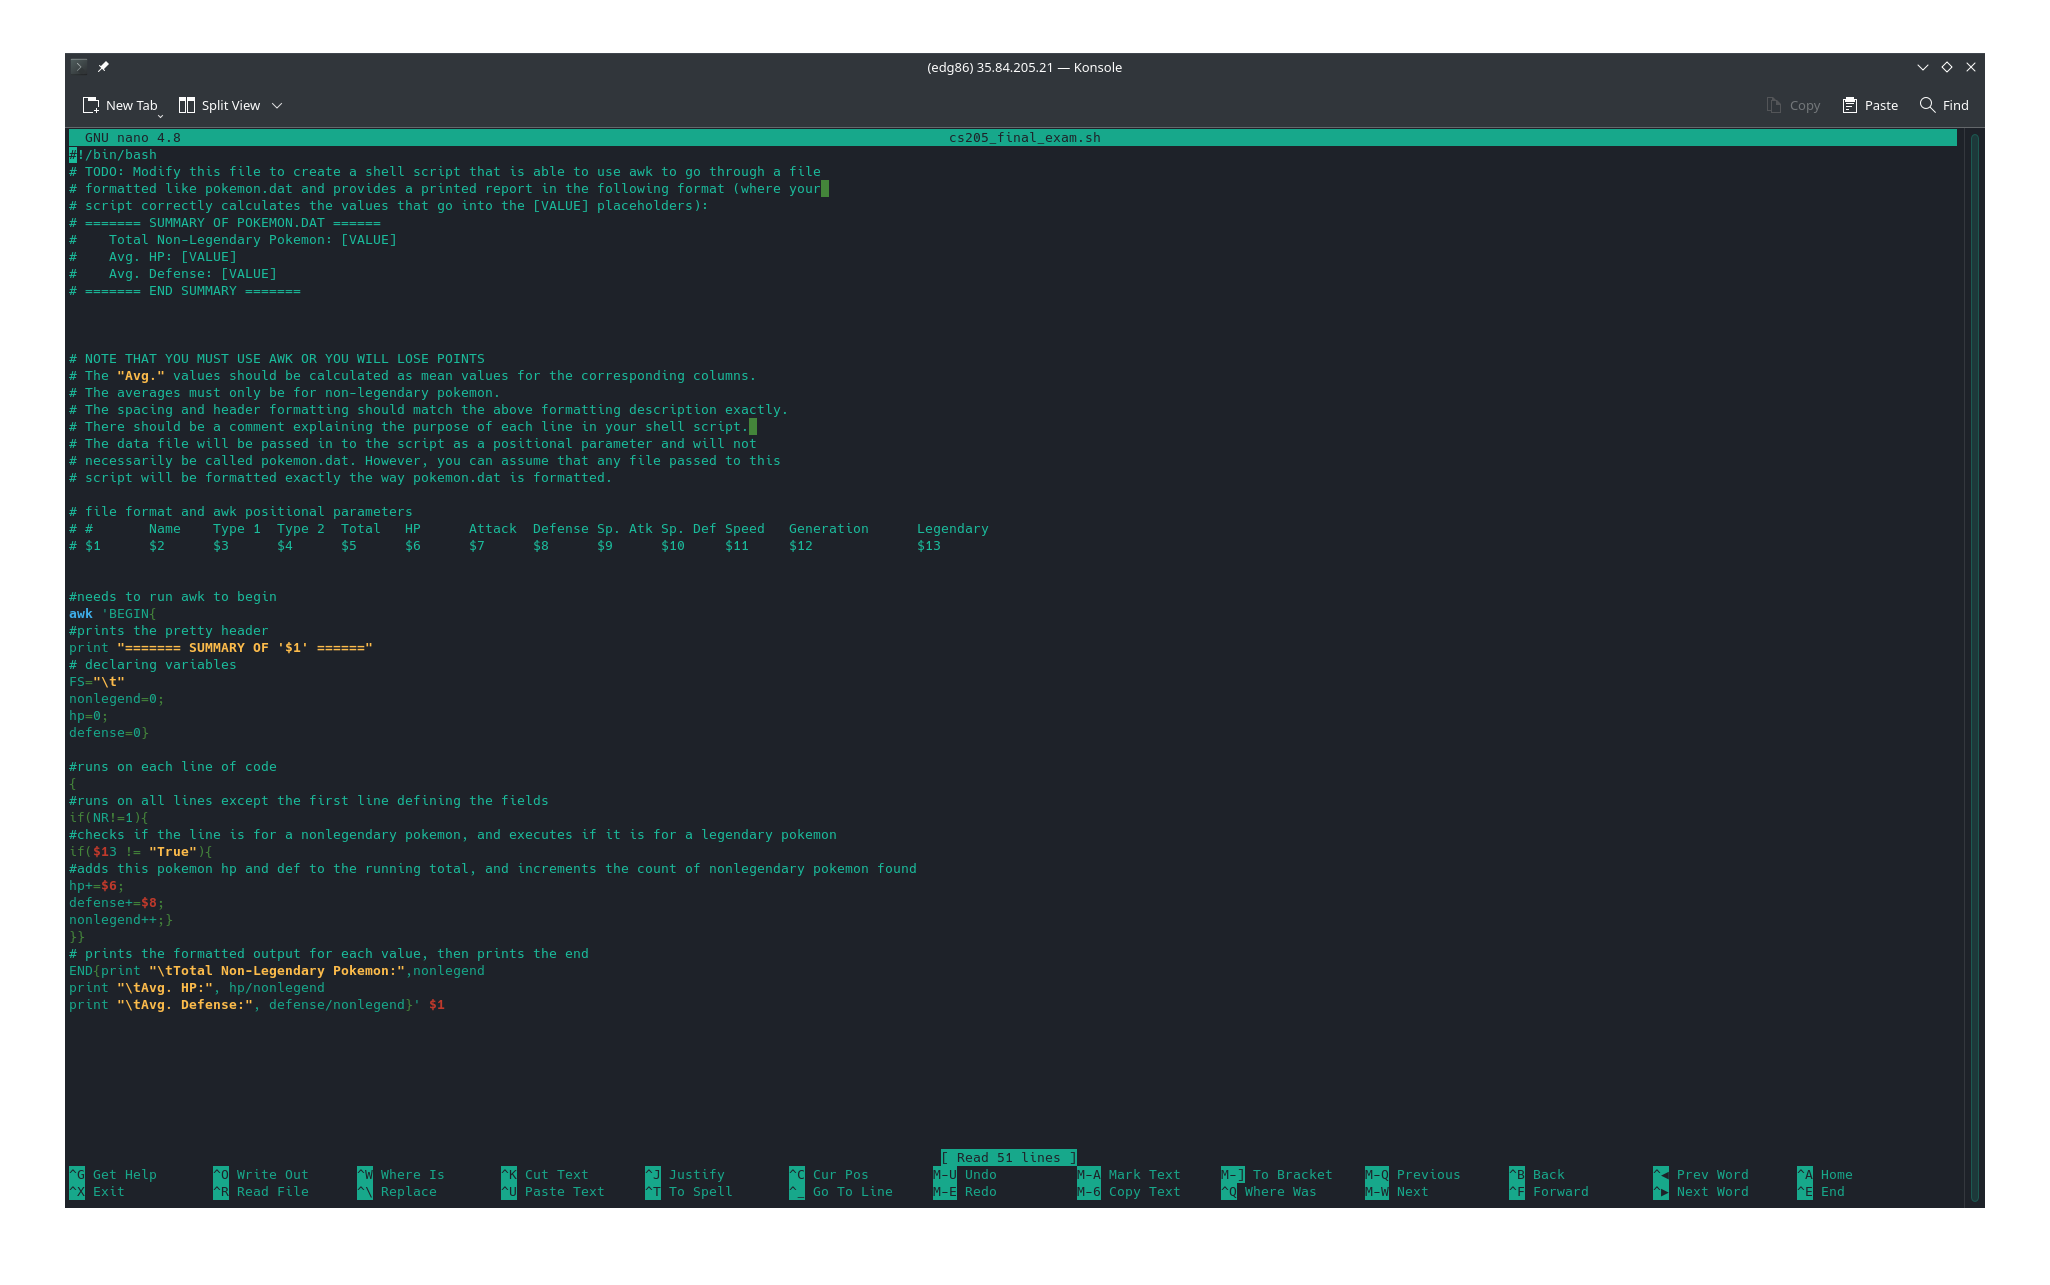 (edg86) 35.84.205.21 — Konsole
New Tab Split View Copy Paste Find
GNU nano 4.8 cs205_final_exam.sh
#!/bin/bash
# TODO: Modify this file to create a shell script that is able to use awk to go through a file
# formatted like pokemon.dat and provides a printed report in the following format (where your
# script correctly calculates the values that go into the [VALUE] placeholders):
# ======= SUMMARY OF POKEMON.DAT ======
#    Total Non-Legendary Pokemon: [VALUE]
#    Avg. HP: [VALUE]
#    Avg. Defense: [VALUE]
# ======= END SUMMARY =======
# NOTE THAT YOU MUST USE AWK OR YOU WILL LOSE POINTS
# The "Avg." values should be calculated as mean values for the corresponding columns.
# The averages must only be for non-legendary pokemon.
# The spacing and header formatting should match the above formatting description exactly.
# There should be a comment explaining the purpose of each line in your shell script.
# The data file will be passed in to the script as a positional parameter and will not
# necessarily be called pokemon.dat. However, you can assume that any file passed to this
# script will be formatted exactly the way pokemon.dat is formatted.
# file format and awk positional parameters
# #       Name    Type 1  Type 2  Total   HP      Attack  Defense Sp. Atk Sp. Def Speed   Generation      Legendary
# $1      $2      $3      $4      $5      $6      $7      $8      $9      $10     $11     $12             $13
#needs to run awk to begin
awk 'BEGIN{
#prints the pretty header
print "======= SUMMARY OF '$1' ======"
# declaring variables
FS="\t"
nonlegend=0;
hp=0;
defense=0}
#runs on each line of code
{
#runs on all lines except the first line defining the fields
if(NR!=1){
#checks if the line is for a nonlegendary pokemon, and executes if it is for a legendary pokemon
if($13 != "True"){
#adds this pokemon hp and def to the running total, and increments the count of nonlegendary pokemon found
hp+=$6;
defense+=$8;
nonlegend++;}
}}
# prints the formatted output for each value, then prints the end
END{print "\tTotal Non-Legendary Pokemon:",nonlegend
print "\tAvg. HP:", hp/nonlegend
print "\tAvg. Defense:", defense/nonlegend}' $1
[ Read 51 lines ]
^G Get Help ^O Write Out ^W Where Is ^K Cut Text ^J Justify ^C Cur Pos M-U Undo M-A Mark Text M-] To Bracket M-Q Previous ^B Back ^◀ Prev Word ^A Home
^X Exit ^R Read File ^\ Replace ^U Paste Text ^T To Spell ^_ Go To Line M-E Redo M-6 Copy Text ^Q Where Was M-W Next ^F Forward ^▶ Next Word ^E End